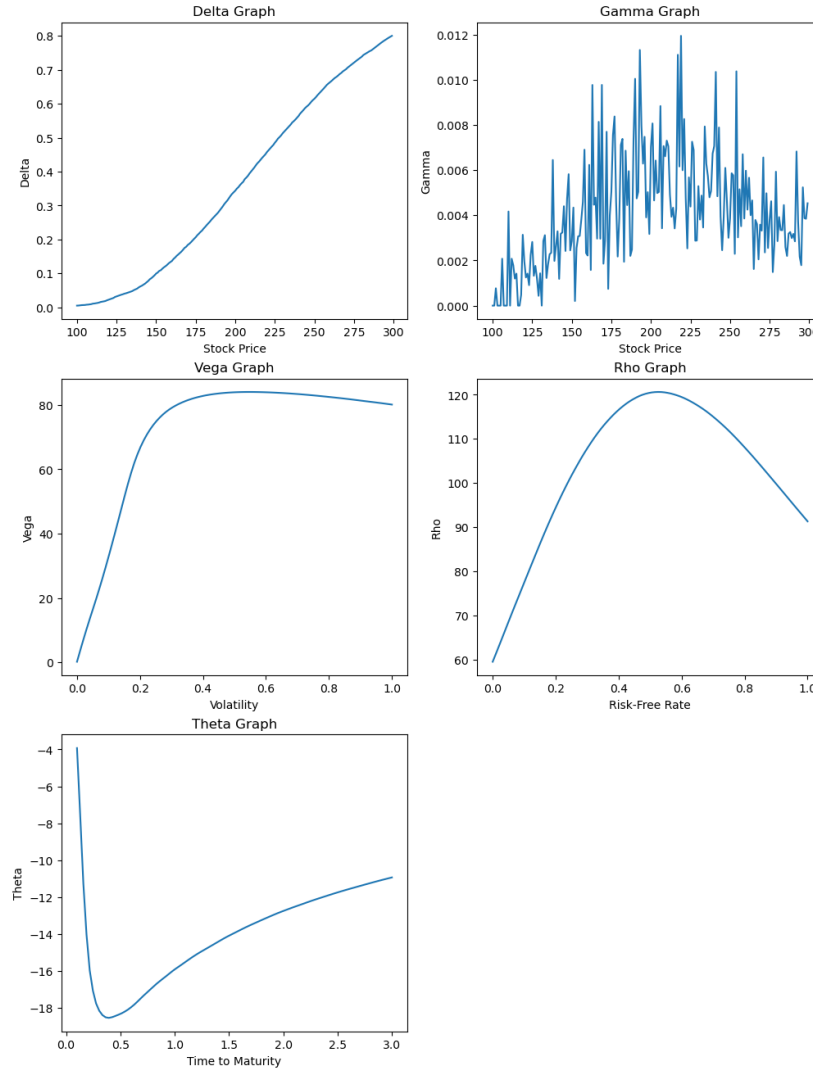 Delta Graph
0.8
0.7
0.6
0.5
0.4
0.3
0.2
0.1
0.0
Delta
100 125 150 175 200 225 250 275 300
Stock Price
Gamma Graph
0.012
0.010
0.008
0.006
0.004
0.002
0.000
Gamma
100 125 150 175 200 225 250 275 300
Stock Price
Vega Graph
80
60
40
20
0
Vega
0.0 0.2 0.4 0.6 0.8 1.0
Volatility
Rho Graph
120
110
100
90
80
70
60
Rho
0.0 0.2 0.4 0.6 0.8 1.0
Risk-Free Rate
Theta Graph
−4
−6
−8
−10
−12
−14
−16
−18
Theta
0.0 0.5 1.0 1.5 2.0 2.5 3.0
Time to Maturity